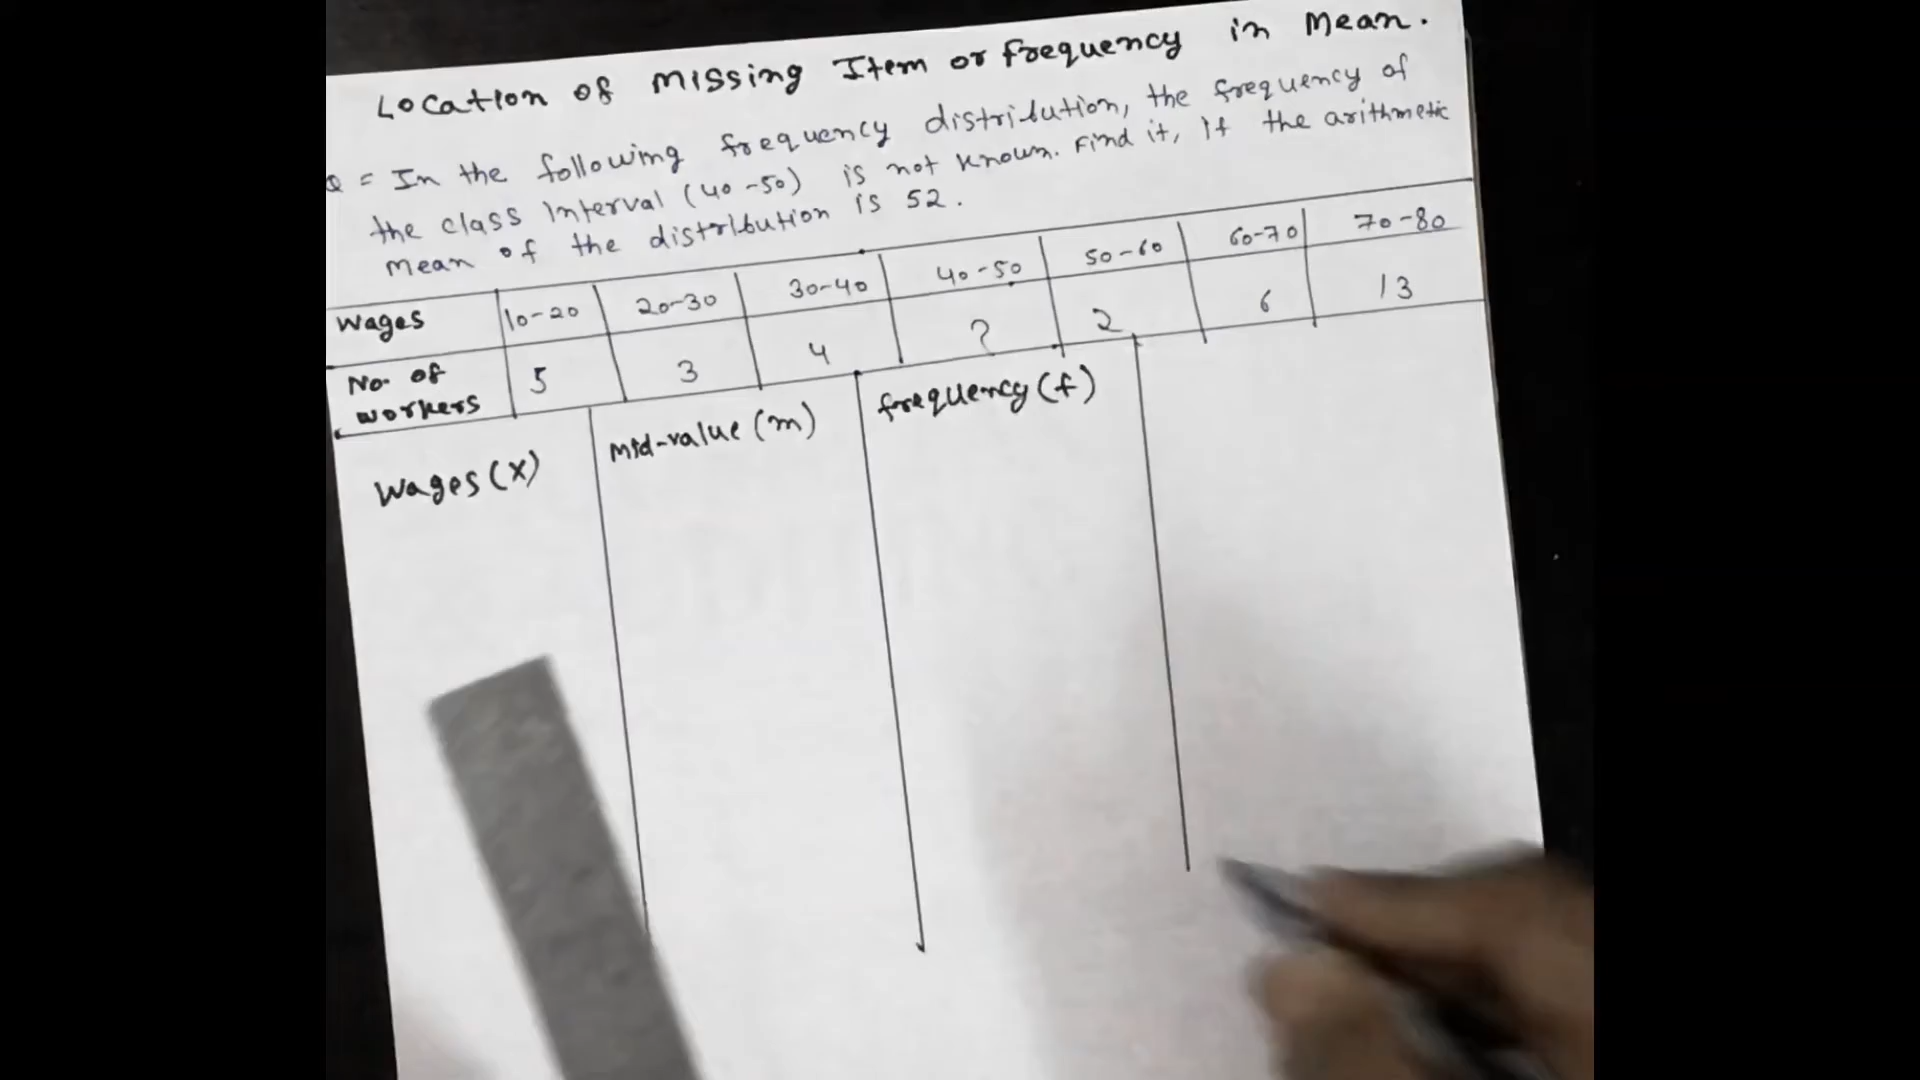 Location of Missing Item or frequency in Mean.
Q = In the following frequency distribution, the frequency of
the class interval (40-50) is not known. Find it, if the arithmetic
mean of the distribution is 52.
Wages 10-20 20-30 30-40 40-50 50-60 60-70 70-80
No. of workers 5 3 4 ? 2 6 13
Wages (X) Mid-value (m) frequency (f)